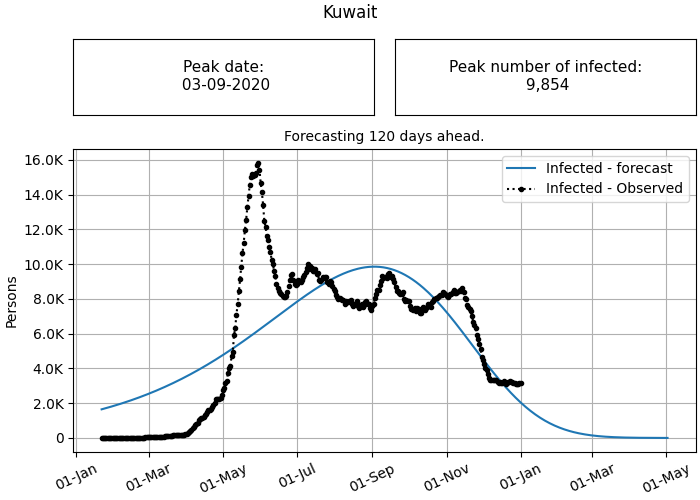 Kuwait
Peak date:
03-09-2020
Peak number of infected:
9,854
Forecasting 120 days ahead.
Infected - forecast
Infected - Observed
Persons
16.0K
14.0K
12.0K
10.0K
8.0K
6.0K
4.0K
2.0K
0
01-Jan
01-Mar
01-May
01-Jul
01-Sep
01-Nov
01-Jan
01-Mar
01-May